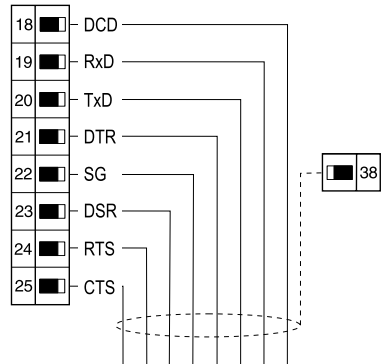 18 DCD
19 RxD
20 TxD
21 DTR
22 SG
38
23 DSR
24 RTS
25 CTS